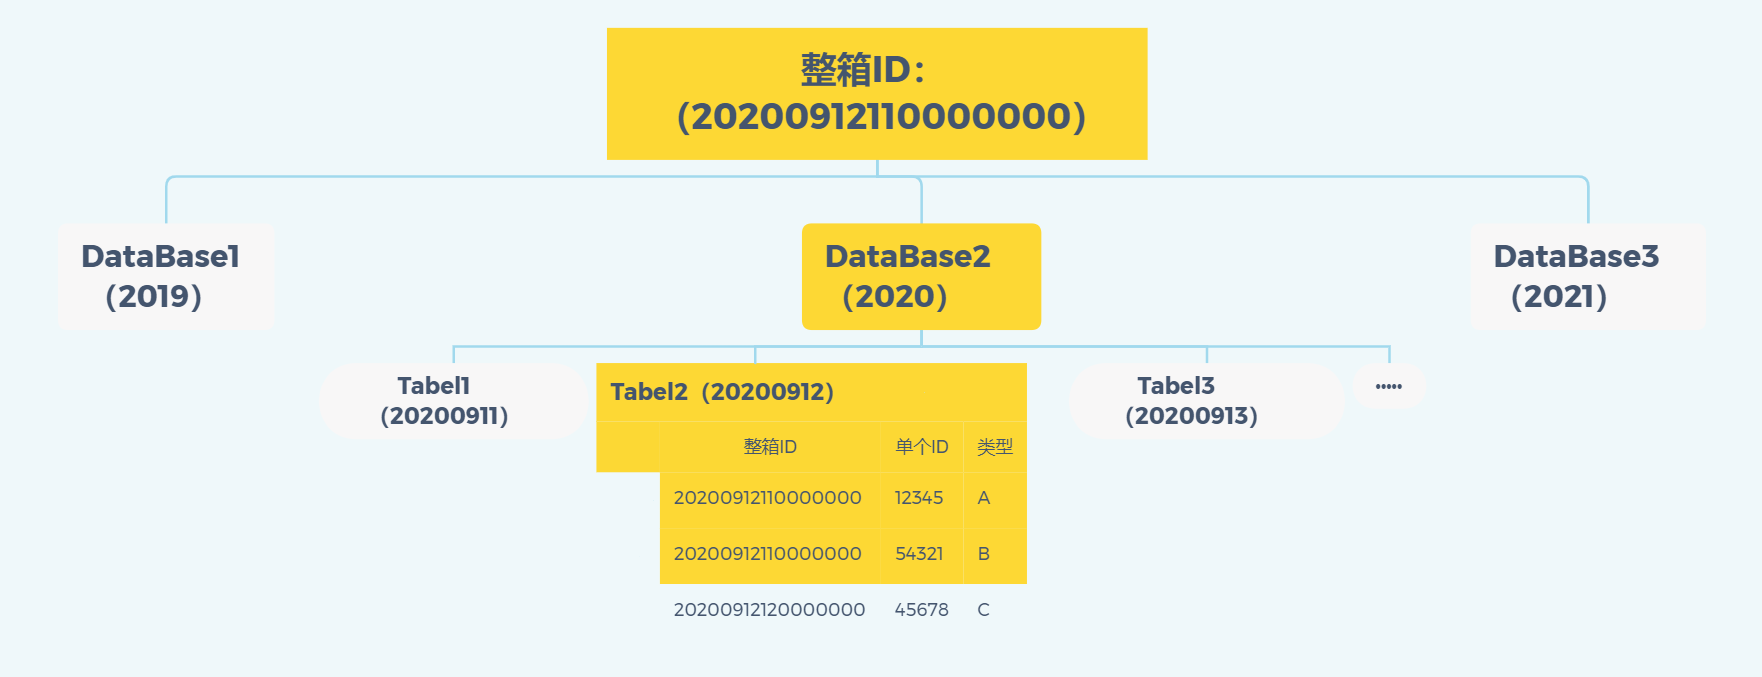 整箱ID：
（20200912110000000）
DataBase1
（2019）
DataBase2
（2020）
DataBase3
（2021）
Tabel1
（20200911）
Tabel2（20200912）
Tabel3
（20200913）
•••••
整箱ID 单个ID 类型
20200912110000000 12345 A
20200912110000000 54321 B
20200912120000000 45678 C